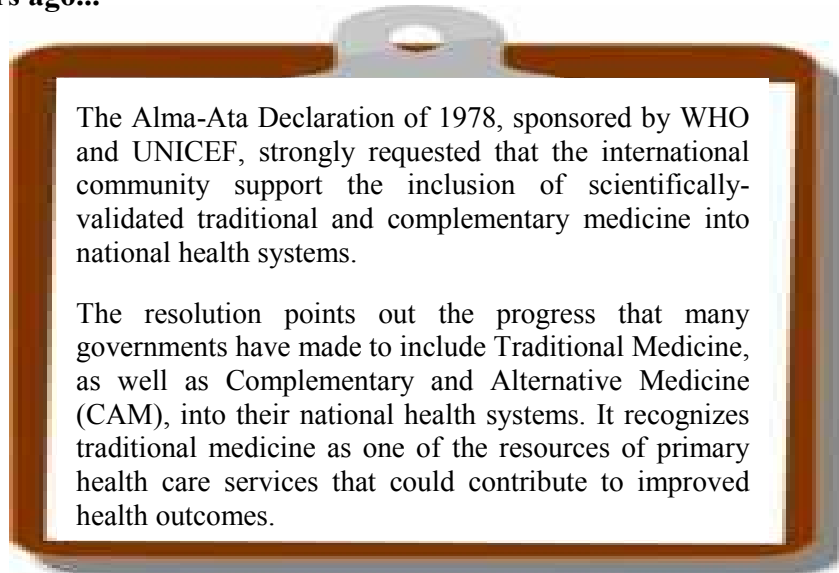 ago...
The Alma-Ata Declaration of 1978, sponsored by WHO
and UNICEF, strongly requested that the international
community support the inclusion of scientifically-
validated traditional and complementary medicine into
national health systems.
The resolution points out the progress that many
governments have made to include Traditional Medicine,
as well as Complementary and Alternative Medicine
(CAM), into their national health systems. It recognizes
traditional medicine as one of the resources of primary
health care services that could contribute to improved
health outcomes.